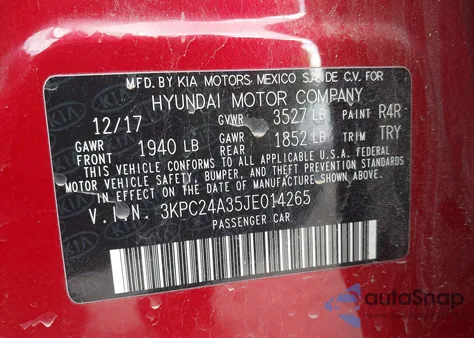 MFD. BY KIA MOTORS MEXICO S.A. DE C.V. FOR
HYUNDAI MOTOR COMPANY
12/17 GVWR 3527 LB PAINT R4R
GAWR FRONT 1940 LB GAWR REAR 1852 LB TRIM TRY
THIS VEHICLE CONFORMS TO ALL APPLICABLE U.S.A. FEDERAL
MOTOR VEHICLE SAFETY, BUMPER, AND THEFT PREVENTION
STANDARDS IN EFFECT ON THE DATE OF
MANUFACTURE SHOWN ABOVE.
V.I.N. 3KPC24A35JE014265
PASSENGER CAR
autoSnap